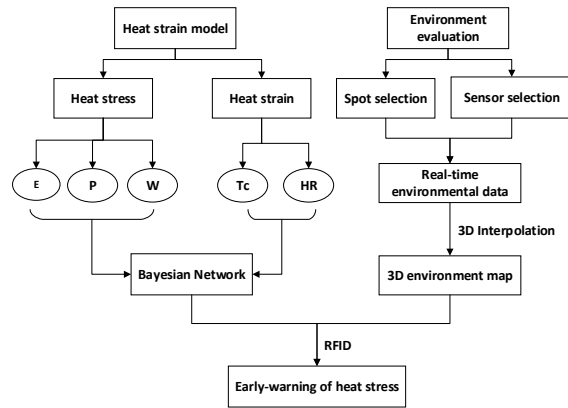 Heat strain model
Environment evaluation
Heat stress
Heat strain
Spot selection
Sensor selection
E
P
W
Tc
HR
Real-time
environmental data
3D Interpolation
Bayesian Network
3D environment map
RFID
Early-warning of heat stress